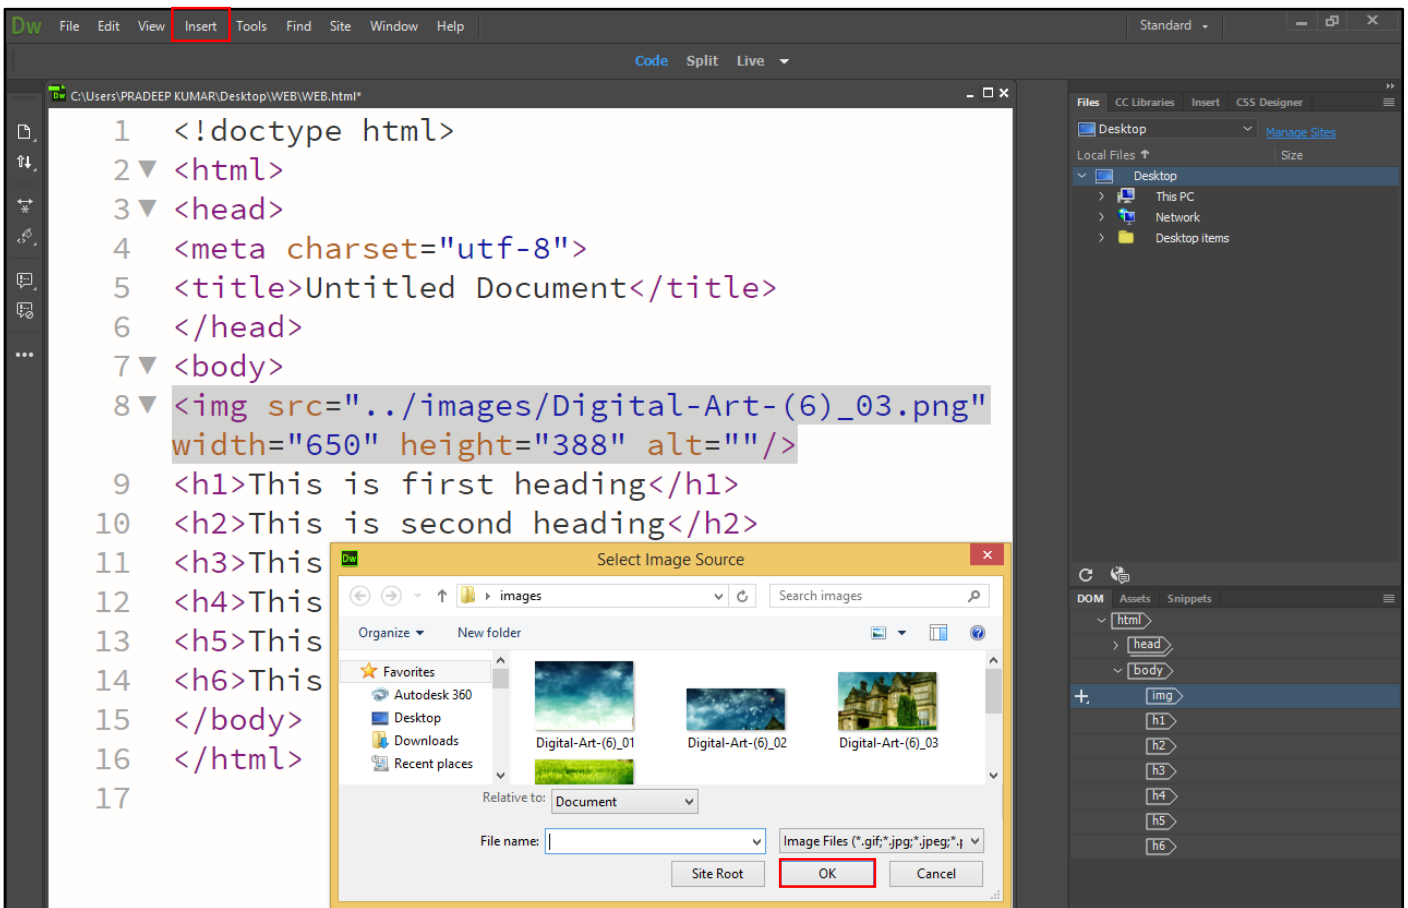 Dw File Edit View Insert Tools Find Site Window Help Standard
Code Split Live
Dw C:\Users\PRADEEP KUMAR\Desktop\WEB\WEB.html*
1 <!doctype html>
2 <html>
3 <head>
4 <meta charset="utf-8">
5 <title>Untitled Document</title>
6 </head>
7 <body>
8 <img src="../images/Digital-Art-(6)_03.png"
width="650" height="388" alt=""/>
9 <h1>This is first heading</h1>
10 <h2>This is second heading</h2>
11 <h3>This
12 <h4>This
13 <h5>This
14 <h6>This
15 </body>
16 </html>
17
Dw Select Image Source
images
Search images
Organize New folder
Favorites
Autodesk 360
Desktop
Downloads
Recent places
Digital-Art-(6)_01 Digital-Art-(6)_02 Digital-Art-(6)_03
Relative to: Document
File name: Image Files (*.gif;*.jpg;*.jpeg;*.p
Site Root OK Cancel
Files CC Libraries Insert CSS Designer
Desktop Manage Sites
Local Files Size
Desktop
This PC
Network
Desktop items
DOM Assets Snippets
html
head
body
img
h1
h2
h3
h4
h5
h6